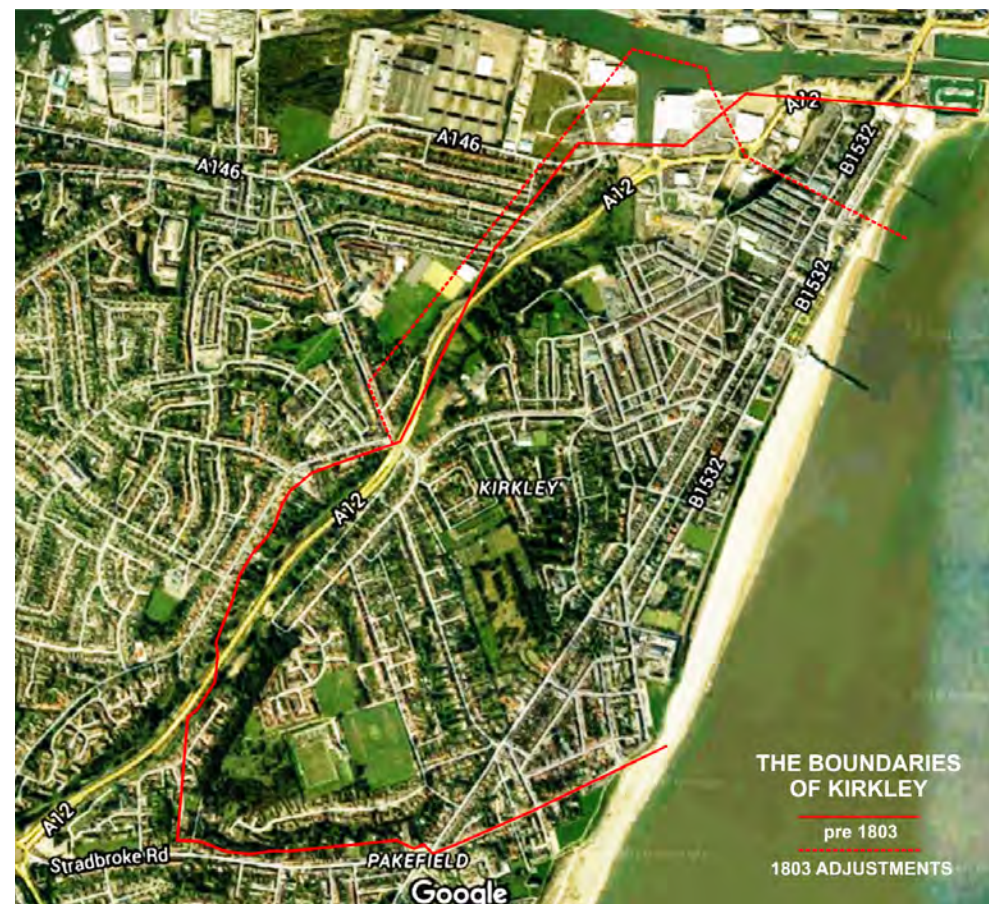 A12
A146
A146
B1532
A12
B1532
B1532
KIRKLEY
A12
THE BOUNDARIES
OF KIRKLEY
pre 1803
1803 ADJUSTMENTS
A12
Stradbroke Rd
PAKEFIELD
Google